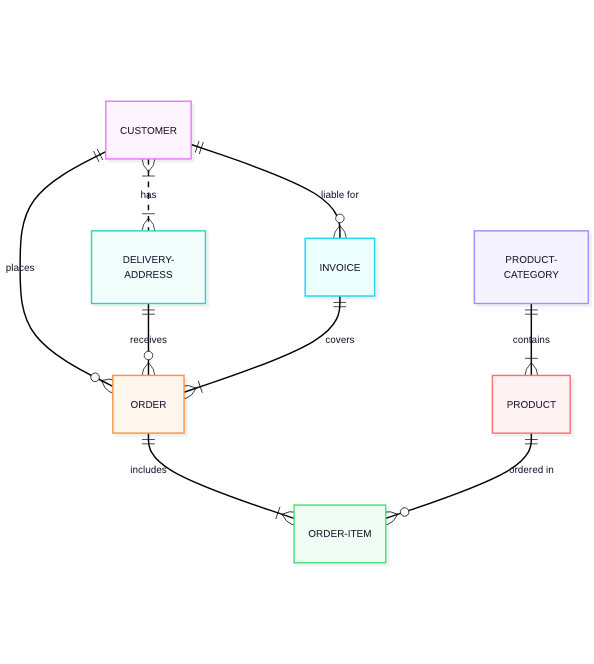 CUSTOMER
has
liable for
places
DELIVERY-
ADDRESS
INVOICE
PRODUCT-
CATEGORY
receives
covers
contains
ORDER
PRODUCT
includes
ordered in
ORDER-ITEM